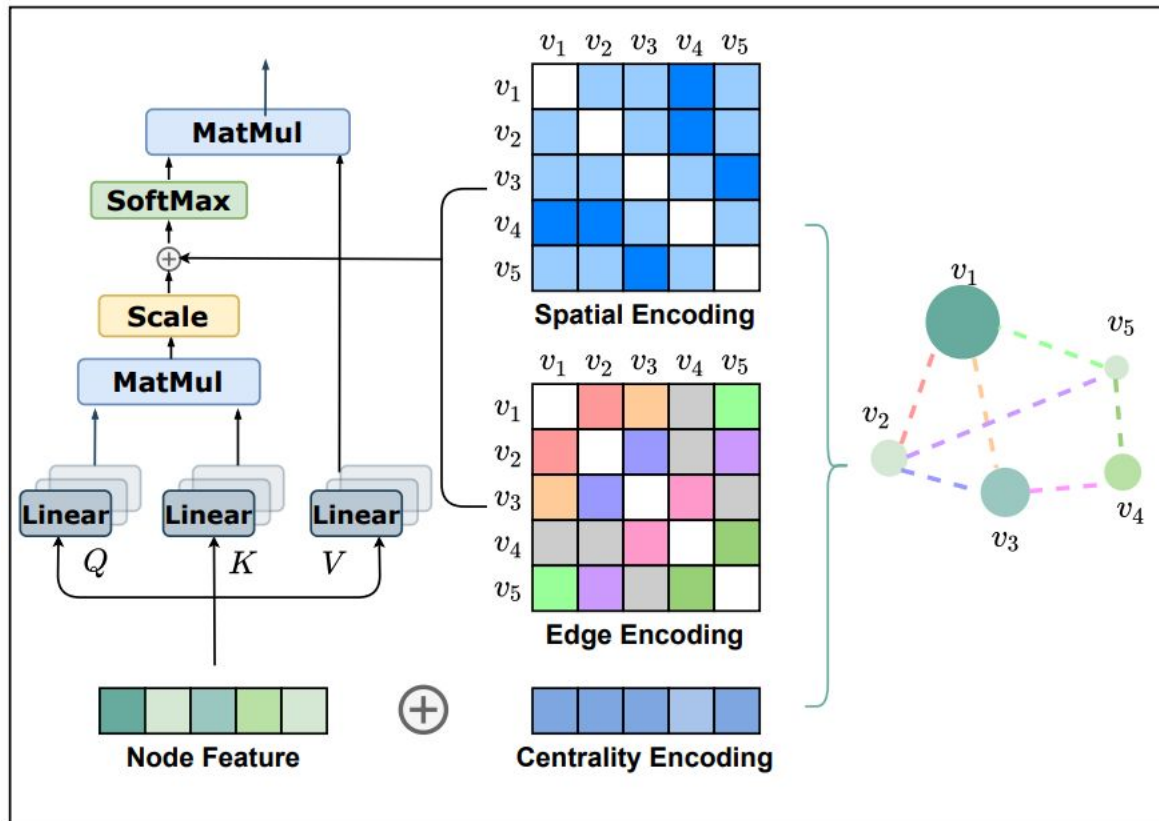 MatMul
SoftMax
+
Scale
MatMul
Linear Linear Linear
Q K V
v1 v2 v3 v4 v5
v1
v2
v3
v4
v5
Spatial Encoding
v1 v2 v3 v4 v5
v1
v2
v3
v4
v5
Edge Encoding
Node Feature
+
Centrality Encoding
v1
v5
v2
v4
v3